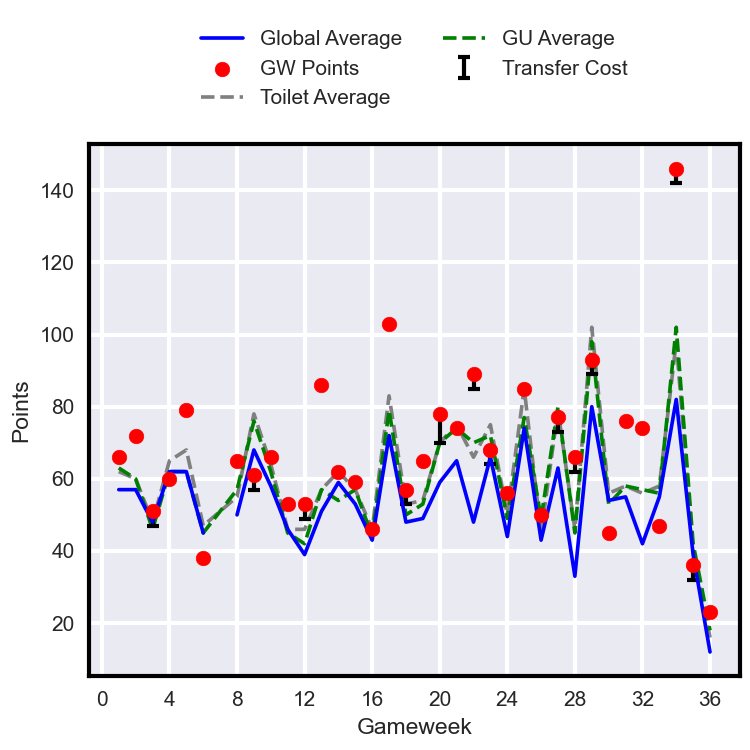 Global Average
GW Points
Toilet Average
GU Average
Transfer Cost
Points
140
120
100
80
60
40
20
0 4 8 12 16 20 24 28 32 36
Gameweek